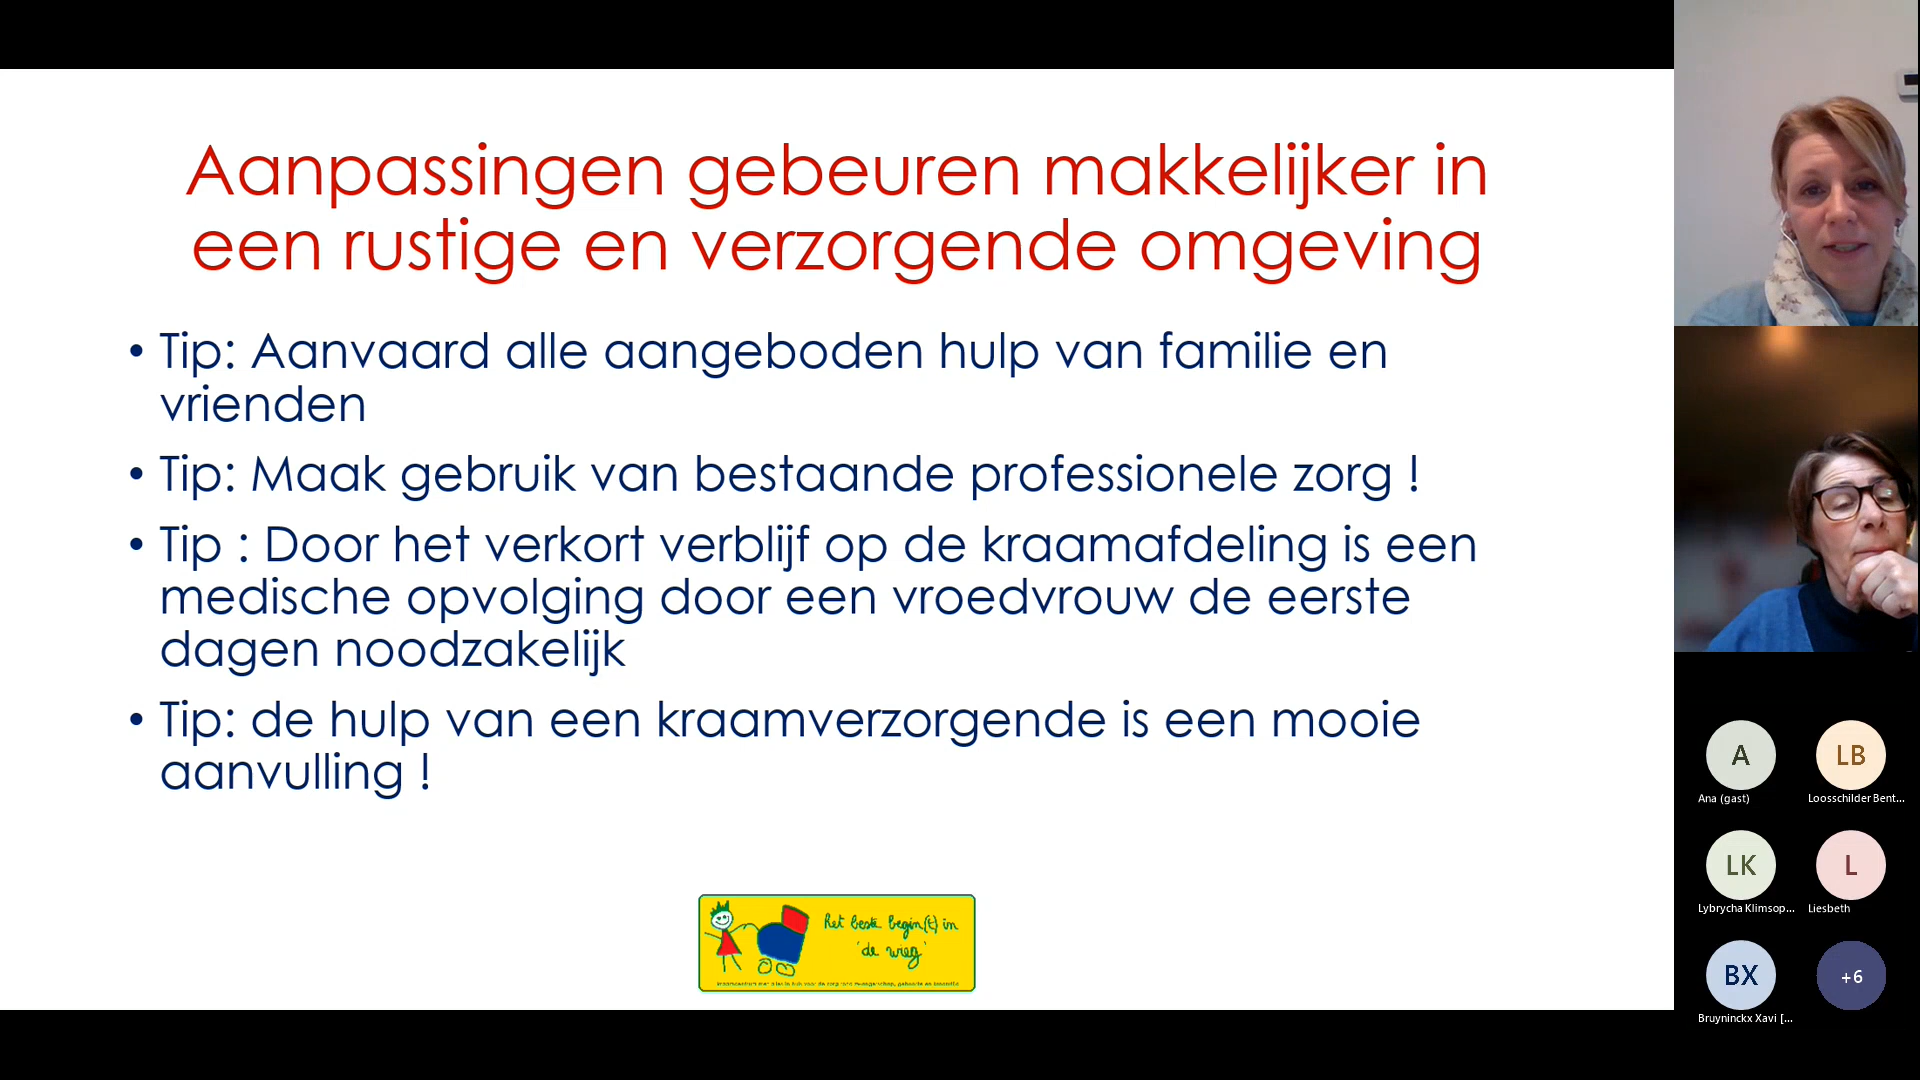 Aanpassingen gebeuren makkelijker in
een rustige en verzorgende omgeving
• Tip: Aanvaard alle aangeboden hulp van familie en
vrienden
• Tip: Maak gebruik van bestaande professionele zorg !
• Tip : Door het verkort verblijf op de kraamafdeling is een
medische opvolging door een vroedvrouw de eerste
dagen noodzakelijk
• Tip: de hulp van een kraamverzorgende is een mooie
aanvulling !
Het beste begin(t) in
'de wieg'
A
Ana (gast)
LB
Loosschilder Bent...
LK
Lybrycha Klimsop...
L
Liesbeth
BX
Bruyninckx Xavi [...
+6